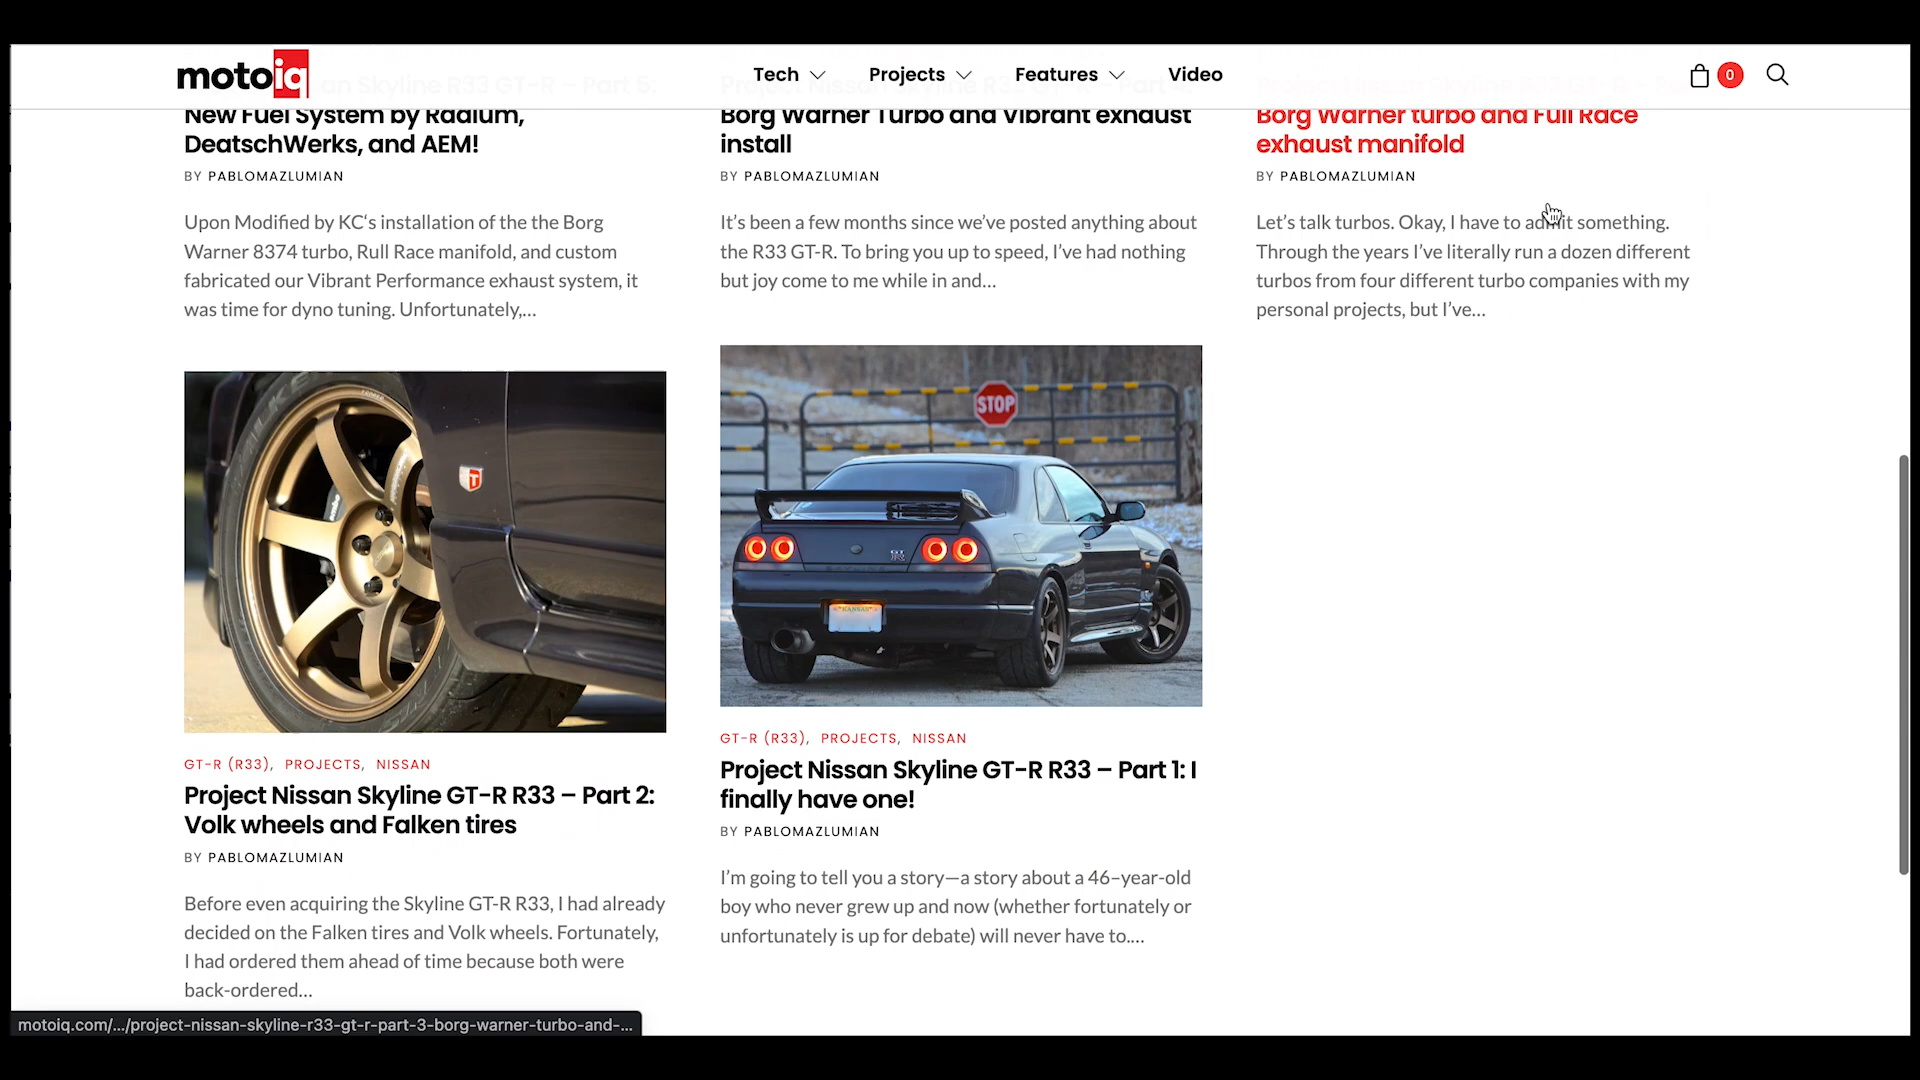 motoiq
Tech
Projects
Features
Video
0
New Fuel System by Radium,
DeatschWerks, and AEM!
BY PABLOMAZLUMIAN
Upon Modified by KC‘s installation of the the Borg
Warner 8374 turbo, Rull Race manifold, and custom
fabricated our Vibrant Performance exhaust system, it
was time for dyno tuning. Unfortunately,...
Borg Warner Turbo and Vibrant exhaust
install
BY PABLOMAZLUMIAN
It’s been a few months since we’ve posted anything about
the R33 GT-R. To bring you up to speed, I’ve had nothing
but joy come to me while in and...
Borg Warner turbo and Full Race
exhaust manifold
BY PABLOMAZLUMIAN
Let’s talk turbos. Okay, I have to admit something.
Through the years I’ve literally run a dozen different
turbos from four different turbo companies with my
personal projects, but I’ve...
GT-R (R33), PROJECTS, NISSAN
Project Nissan Skyline GT-R R33 – Part 2:
Volk wheels and Falken tires
BY PABLOMAZLUMIAN
Before even acquiring the Skyline GT-R R33, I had already
decided on the Falken tires and Volk wheels. Fortunately,
I had ordered them ahead of time because both were
back-ordered...
STOP
KANSAS
GT-R (R33), PROJECTS, NISSAN
Project Nissan Skyline GT-R R33 – Part 1: I
finally have one!
BY PABLOMAZLUMIAN
I’m going to tell you a story—a story about a 46-year-old
boy who never grew up and now (whether fortunately or
unfortunately is up for debate) will never have to....
motoiq.com/.../project-nissan-skyline-r33-gt-r-part-3-borg-warner-turbo-and-...